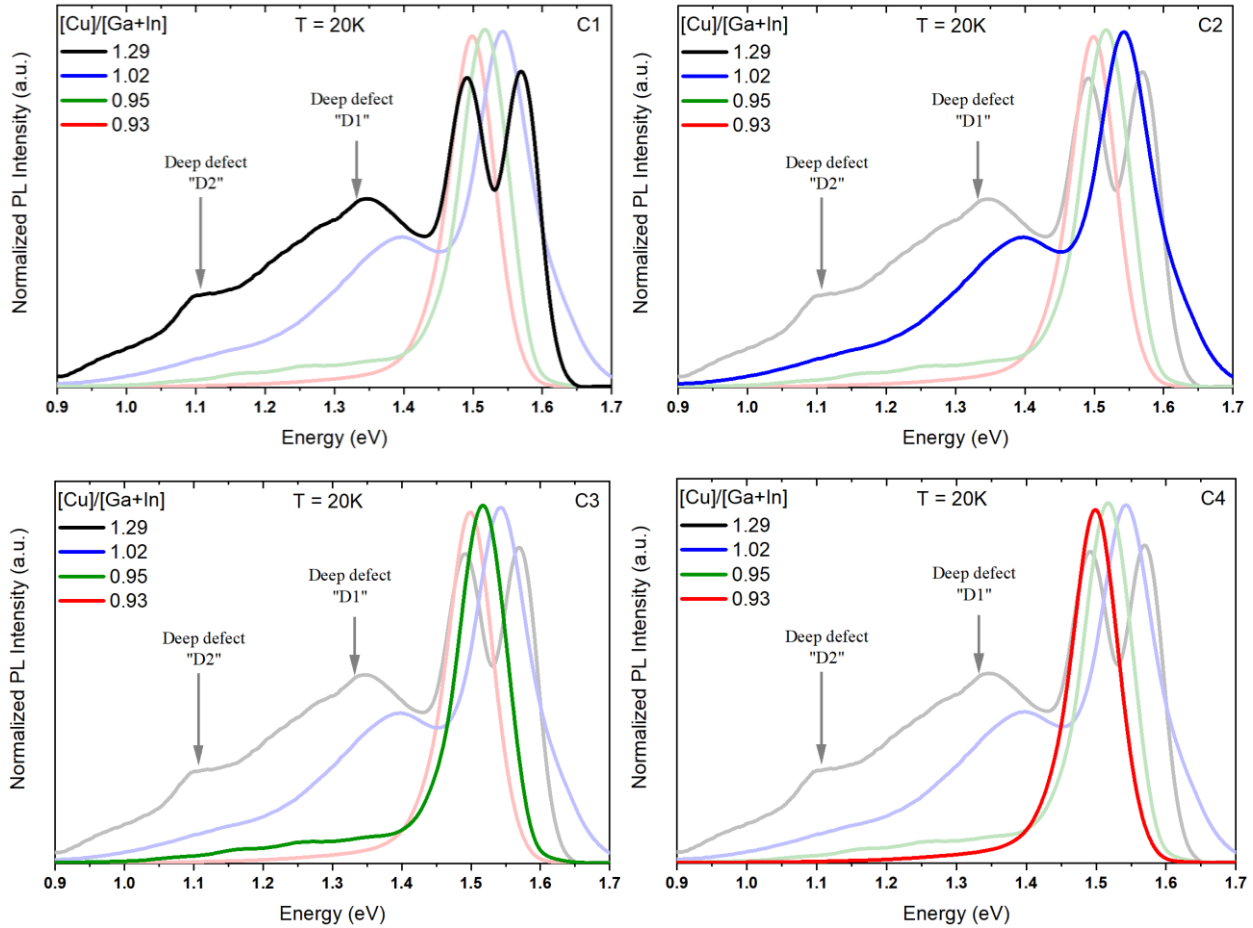 [Cu]/[Ga+In]
T = 20K
C1
1.29
1.02
0.95
0.93
Deep defect
"D1"
Deep defect
"D2"
Normalized PL Intensity (a.u.)
0.9 1.0 1.1 1.2 1.3 1.4 1.5 1.6 1.7
Energy (eV)
[Cu]/[Ga+In]
T = 20K
C2
1.29
1.02
0.95
0.93
Deep defect
"D1"
Deep defect
"D2"
Normalized PL Intensity (a.u.)
0.9 1.0 1.1 1.2 1.3 1.4 1.5 1.6 1.7
Energy (eV)
[Cu]/[Ga+In]
T = 20K
C3
1.29
1.02
0.95
0.93
Deep defect
"D1"
Deep defect
"D2"
Normalized PL Intensity (a.u.)
0.9 1.0 1.1 1.2 1.3 1.4 1.5 1.6 1.7
Energy (eV)
[Cu]/[Ga+In]
T = 20K
C4
1.29
1.02
0.95
0.93
Deep defect
"D1"
Deep defect
"D2"
Normalized PL Intensity (a.u.)
0.9 1.0 1.1 1.2 1.3 1.4 1.5 1.6 1.7
Energy (eV)